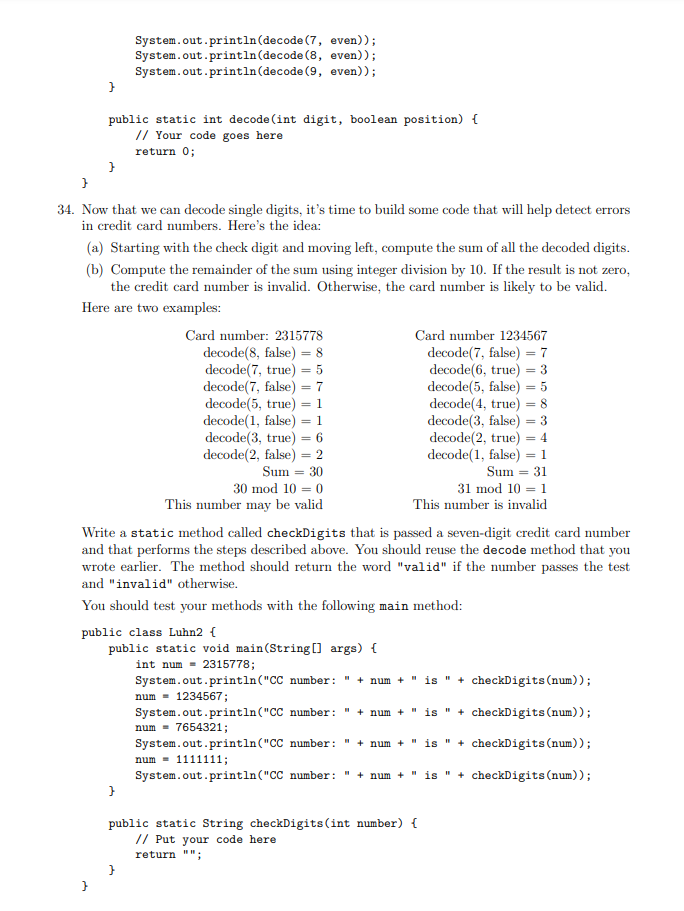 System.out.println(decode(7, even));
System.out.println(decode(8, even));
System.out.println(decode(9, even));
}
public static int decode(int digit, boolean position) {
// Your code goes here
return 0;
}
}
34. Now that we can decode single digits, it's time to build some code that will help detect errors
in credit card numbers. Here's the idea:
(a) Starting with the check digit and moving left, compute the sum of all the decoded digits.
(b) Compute the remainder of the sum using integer division by 10. If the result is not zero,
the credit card number is invalid. Otherwise, the card number is likely to be valid.
Here are two examples:
Card number: 2315778
decode(8, false) = 8
decode(7, true) = 5
decode(7, false) = 7
decode(5, true) = 1
decode(1, false) = 1
decode(3, true) = 6
decode(2, false) = 2
Sum = 30
30 mod 10 = 0
This number may be valid
Card number 1234567
decode(7, false) = 7
decode(6, true) = 3
decode(5, false) = 5
decode(4, true) = 8
decode(3, false) = 3
decode(2, true) = 4
decode(1, false) = 1
Sum = 31
31 mod 10 = 1
This number is invalid
Write a static method called checkDigits that is passed a seven-digit credit card number
and that performs the steps described above. You should reuse the decode method that you
wrote earlier. The method should return the word "valid" if the number passes the test
and "invalid" otherwise.
You should test your methods with the following main method:
public class Luhn2 {
public static void main(String[] args) {
int num = 2315778;
System.out.println("CC number: " + num + " is " + checkDigits(num));
num = 1234567;
System.out.println("CC number: " + num + " is " + checkDigits(num));
num = 7654321;
System.out.println("CC number: " + num + " is " + checkDigits(num));
num = 1111111;
System.out.println("CC number: " + num + " is " + checkDigits(num));
}
public static String checkDigits(int number) {
// Put your code here
return "";
}
}